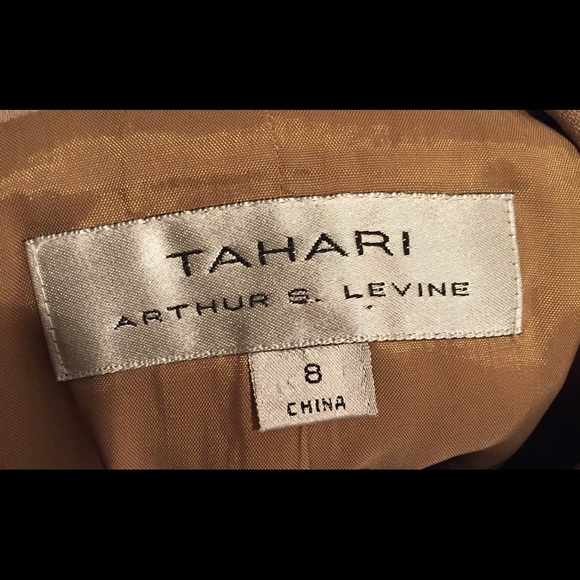 TAHARI
ARTHUR S. LEVINE
8
CHINA